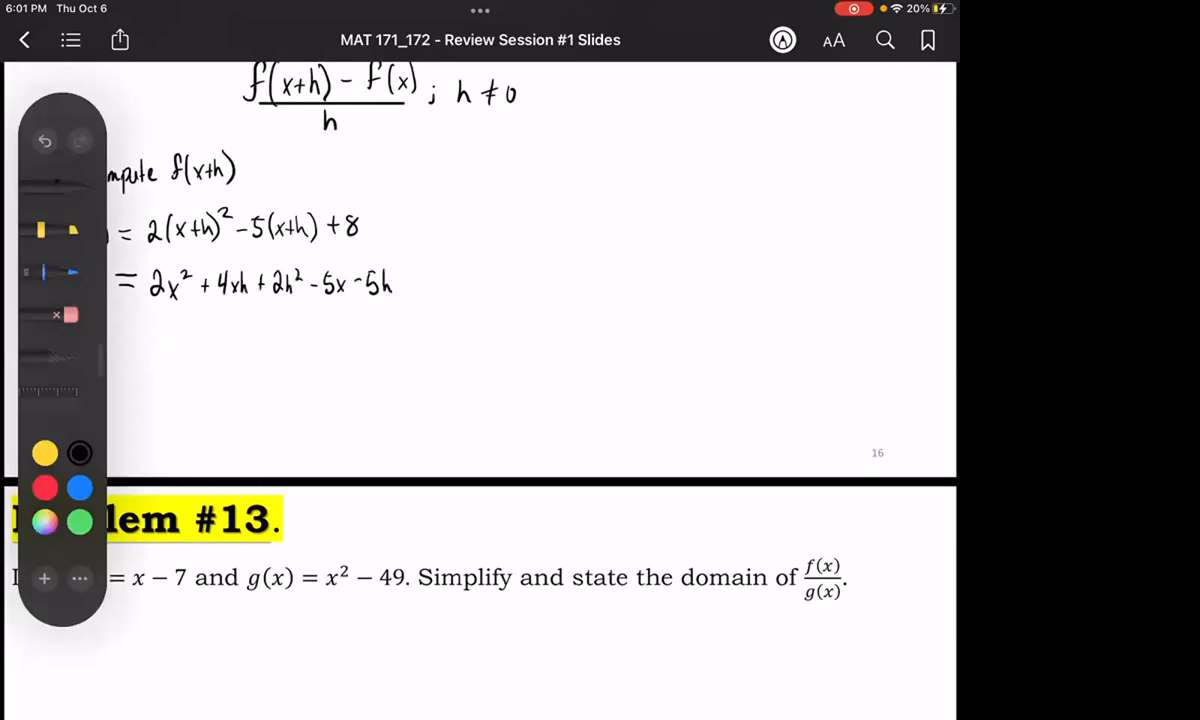 6:01 PM Thu Oct 6
20%
MAT 171_172 - Review Session #1 Slides
AA
f(x+h) - f(x) / h ; h ≠ 0
mpute f(x+h)
) = 2(x+h)² - 5(x+h) + 8
= 2x² + 4xh + 2h² - 5x - 5h
16
lem #13.
= x − 7 and g(x) = x² − 49. Simplify and state the domain of f(x)/g(x).